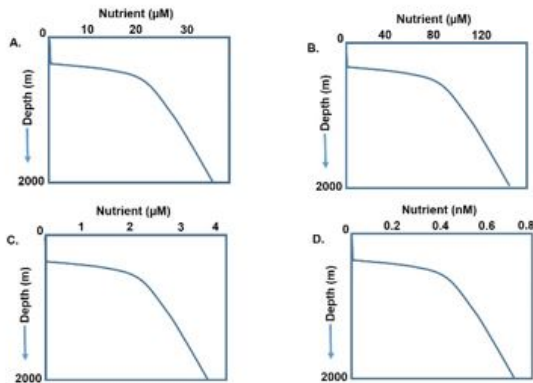 Nutrient (µM)
0 10 20 30
A.
Depth (m)
2000
Nutrient (µM)
0 40 80 120
B.
Depth (m)
2000
Nutrient (µM)
0 1 2 3 4
C.
Depth (m)
2000
Nutrient (nM)
0 0.2 0.4 0.6 0.8
D.
Depth (m)
2000